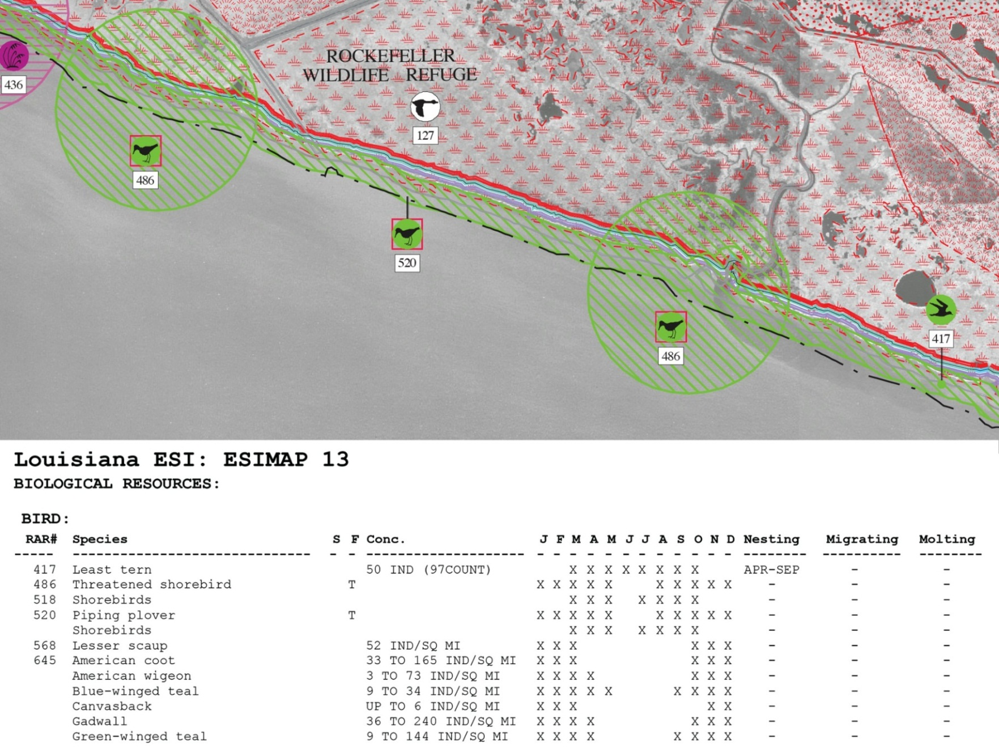 ROCKEFELLER
WILDLIFE REFUGE
436
127
486
520
486
417
Louisiana ESI: ESIMAP 13
BIOLOGICAL RESOURCES:
BIRD:
RAR# Species S F Conc. J F M A M J J A S O N D Nesting Migrating Molting
----- ------------------------------ - - -------------------- - - - - - - - - - - - - -------- ---------- --------
417 Least tern 50 IND (97COUNT) X X X X X X X X APR-SEP - -
486 Threatened shorebird T X X X X X X X X X X - - -
518 Shorebirds X X X X X X X - - -
520 Piping plover T X X X X X X X X X X - - -
Shorebirds X X X X X X X - - -
568 Lesser scaup 52 IND/SQ MI X X X X X X - - -
645 American coot 33 TO 165 IND/SQ MI X X X X X X - - -
American wigeon 3 TO 73 IND/SQ MI X X X X X X X - - -
Blue-winged teal 9 TO 34 IND/SQ MI X X X X X X X X X - - -
Canvasback UP TO 6 IND/SQ MI X X X X X - - -
Gadwall 36 TO 240 IND/SQ MI X X X X X X X - - -
Green-winged teal 9 TO 144 IND/SQ MI X X X X X X X X - - -